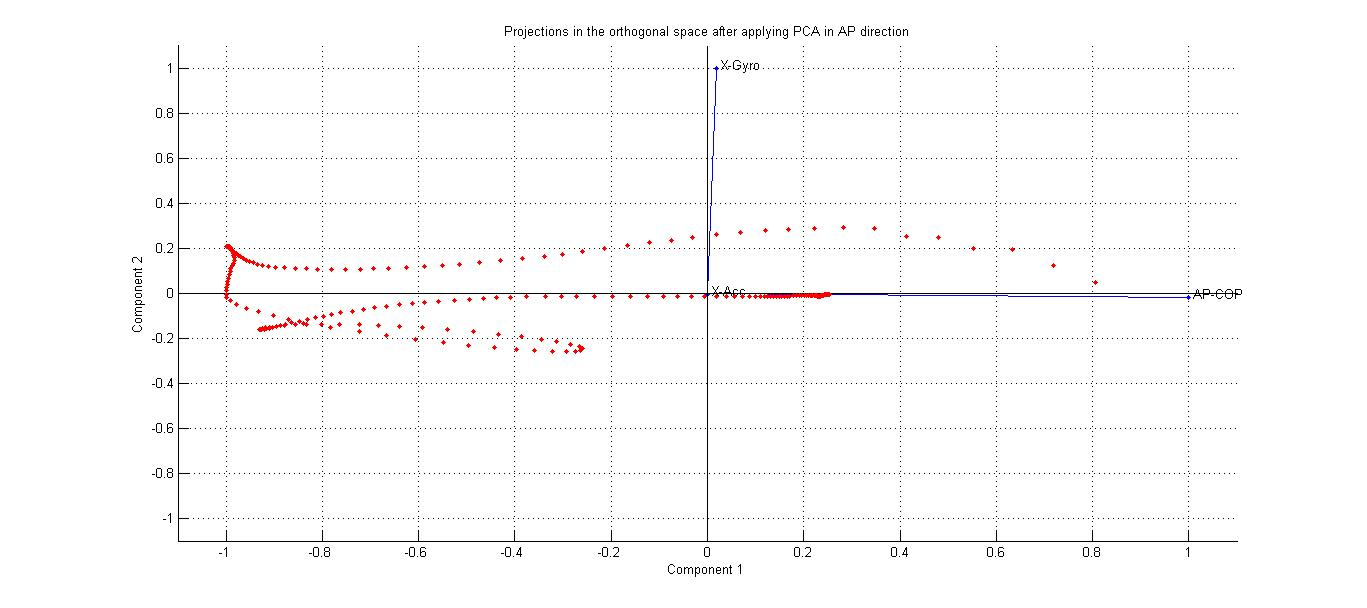 Projections in the orthogonal space after applying PCA in AP direction
1
X-Gyro
0.8
0.6
0.4
0.2
0
X-Acc
AP-COP
-0.2
-0.4
-0.6
-0.8
-1
Component 2
-1 -0.8 -0.6 -0.4 -0.2 0 0.2 0.4 0.6 0.8 1
Component 1